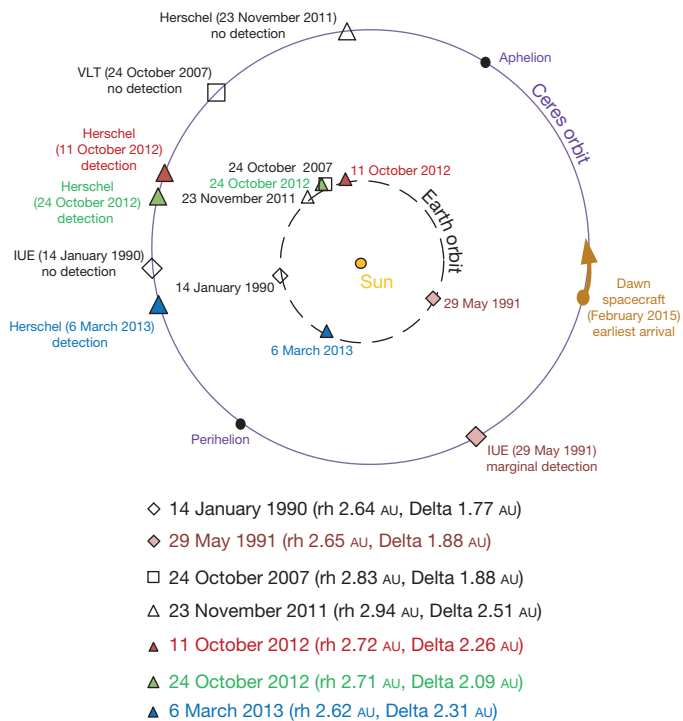 Herschel (23 November 2011)
no detection
Aphelion
Ceres orbit
VLT (24 October 2007)
no detection
Herschel
(11 October 2012)
detection
24 October 2007
11 October 2012
24 October 2012
23 November 2011
Earth orbit
Herschel
(24 October 2012)
detection
IUE (14 January 1990)
no detection
14 January 1990
Sun
Dawn
spacecraft
(February 2015)
earliest arrival
29 May 1991
Herschel (6 March 2013)
detection
6 March 2013
Perihelion
IUE (29 May 1991)
marginal detection
14 January 1990 (rh 2.64 AU, Delta 1.77 AU)
29 May 1991 (rh 2.65 AU, Delta 1.88 AU)
24 October 2007 (rh 2.83 AU, Delta 1.88 AU)
23 November 2011 (rh 2.94 AU, Delta 2.51 AU)
11 October 2012 (rh 2.72 AU, Delta 2.26 AU)
24 October 2012 (rh 2.71 AU, Delta 2.09 AU)
6 March 2013 (rh 2.62 AU, Delta 2.31 AU)